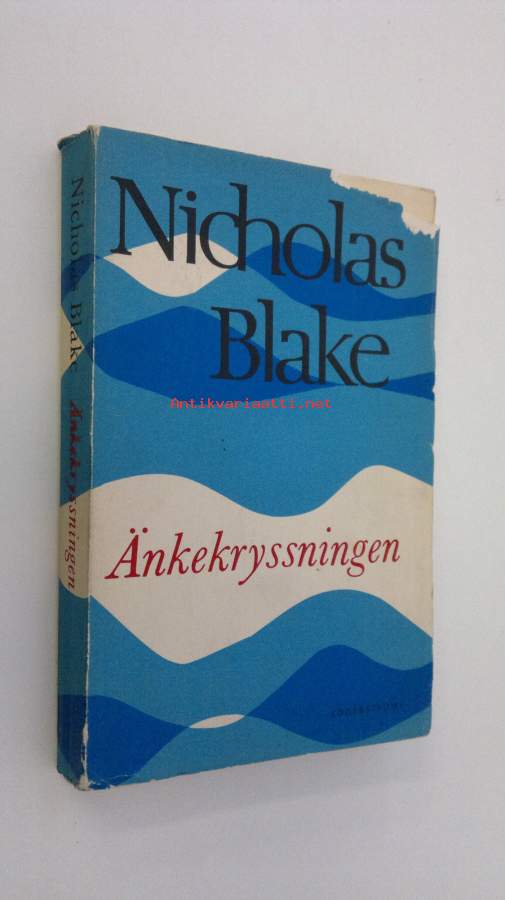 Nicholas
Blake
Änkekryssningen
Nicholas Blake Änkekryssningen
Antikvariaatti.net